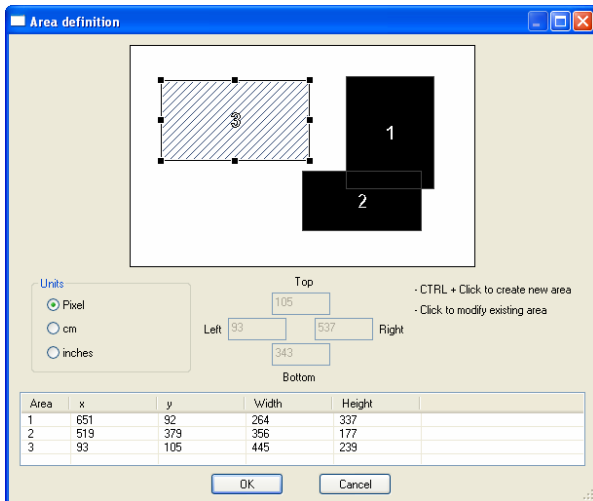 Area definition
3
1
2
Units
Pixel
cm
inches
Top
105
Left 93 537 Right
343
Bottom
- CTRL + Click to create new area
- Click to modify existing area
Area x y Width Height
1 651 92 264 337
2 519 379 356 177
3 93 105 445 239
OK Cancel